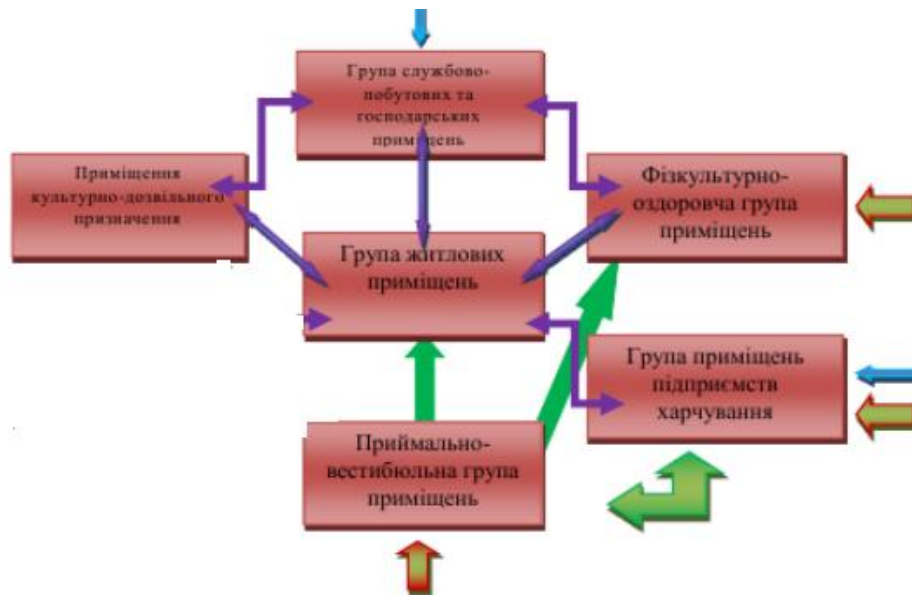 Група службово-
побутових та
господарських
приміщень
Приміщення
культурно-дозвільного
призначення
Фізкультурно-
оздоровча група
приміщень
Група житлових
приміщень
Група приміщень
підприємств
харчування
Приймально-
вестибюльна група
приміщень